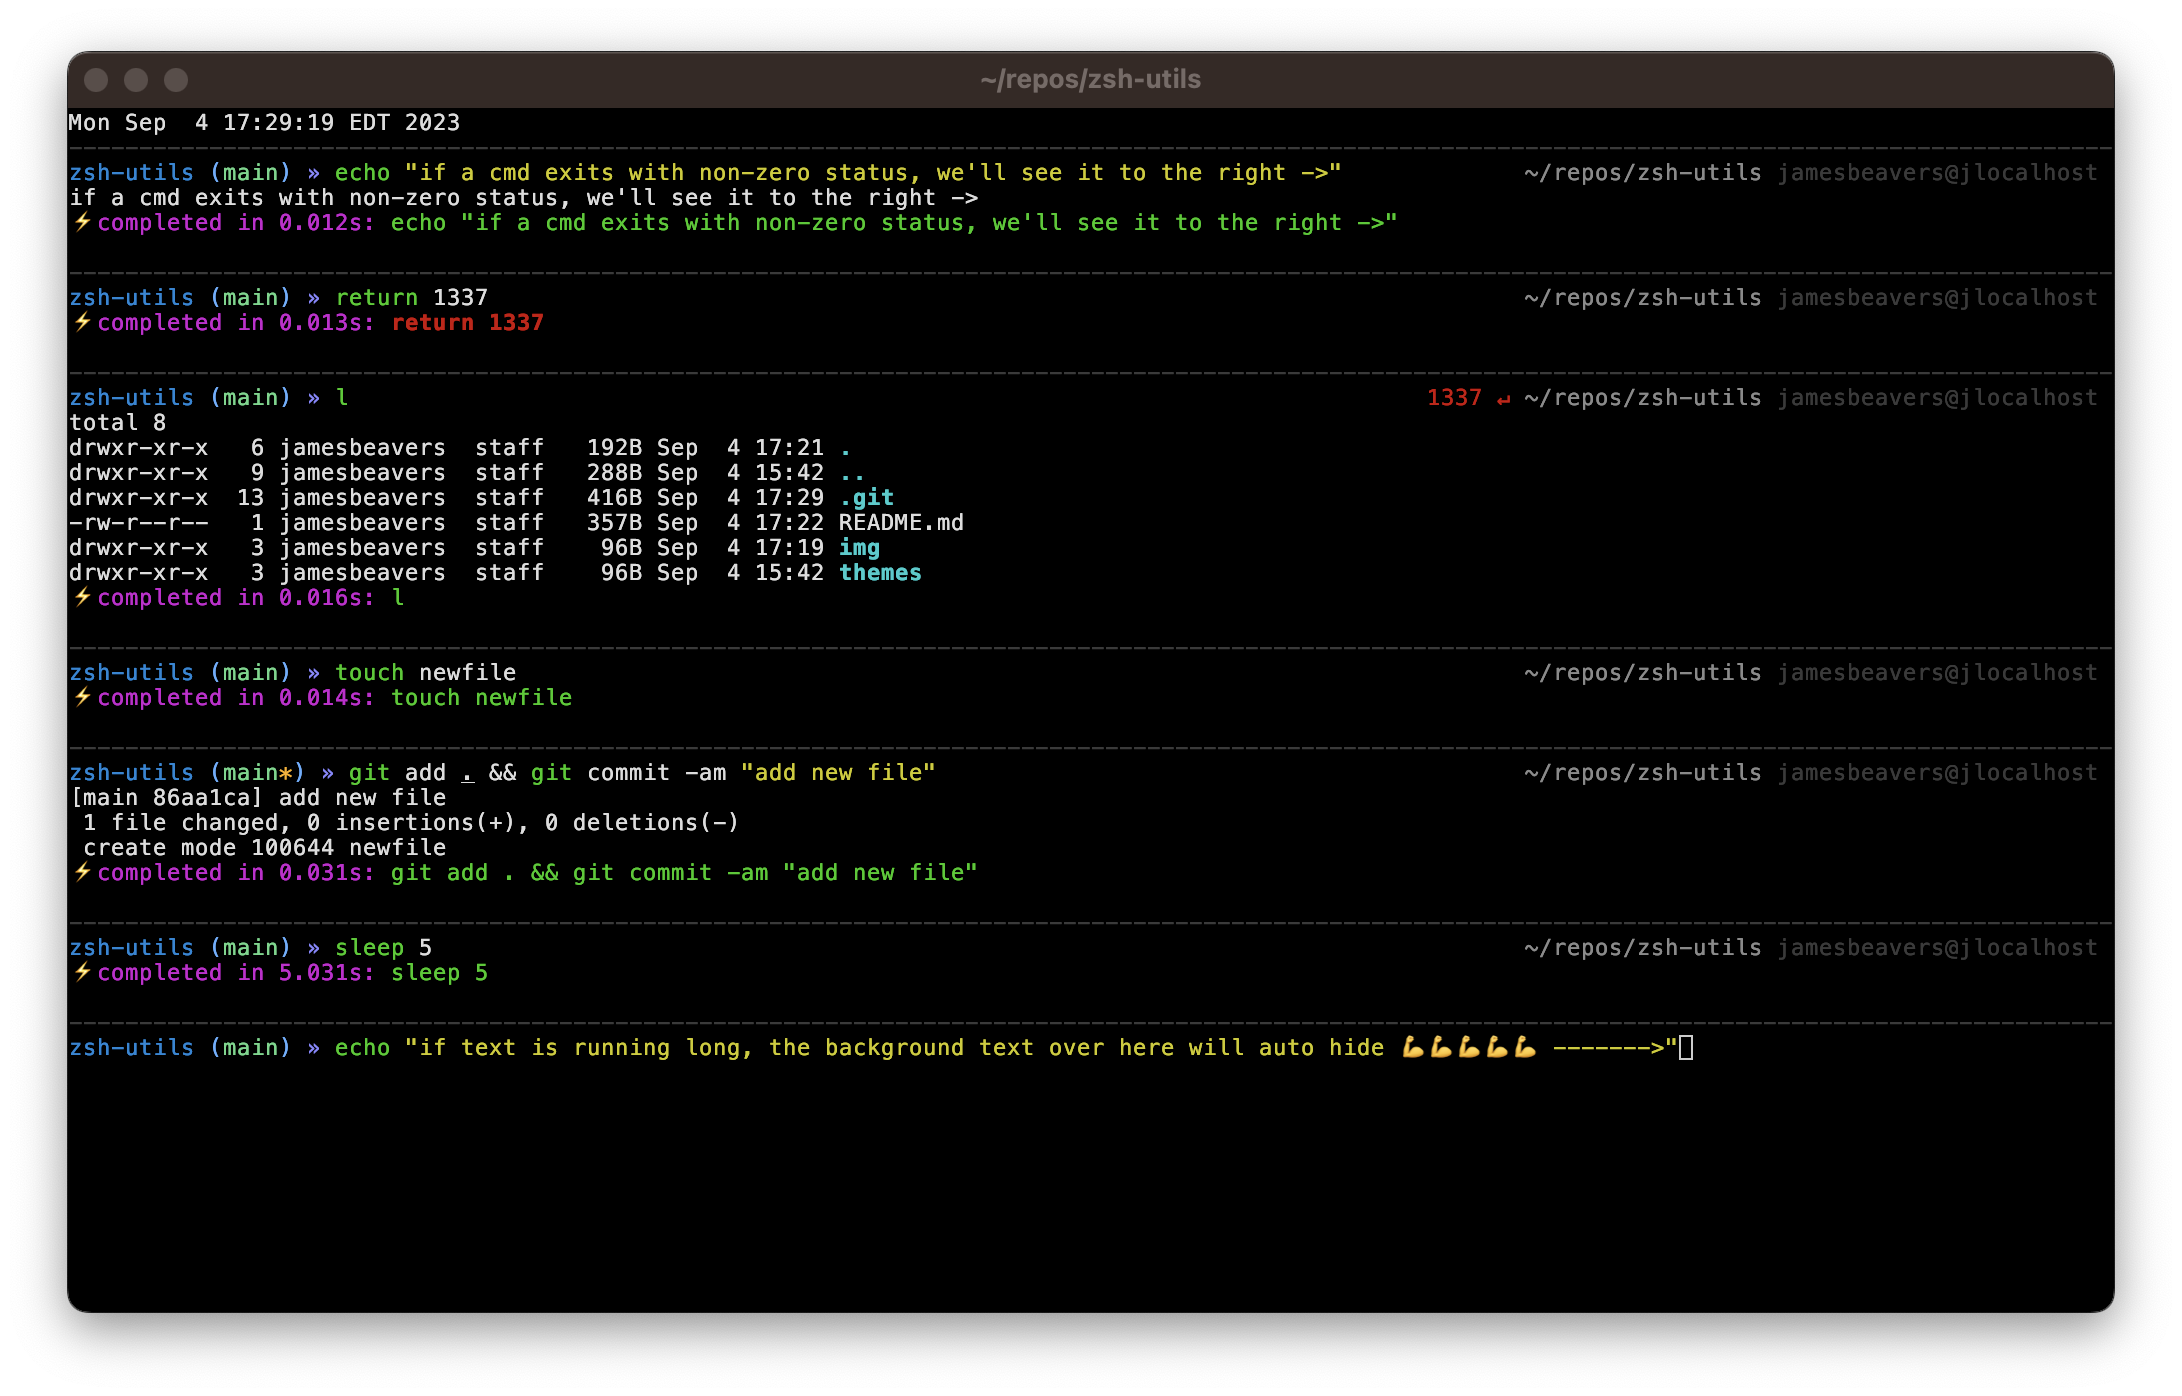 ~/repos/zsh-utils
Mon Sep  4 17:29:19 EDT 2023
zsh-utils (main) » echo "if a cmd exits with non-zero status, we'll see it to the right ->" ~/repos/zsh-utils jamesbeavers@jlocalhost
if a cmd exits with non-zero status, we'll see it to the right ->
⚡completed in 0.012s: echo "if a cmd exits with non-zero status, we'll see it to the right ->"
zsh-utils (main) » return 1337 ~/repos/zsh-utils jamesbeavers@jlocalhost
⚡completed in 0.013s: return 1337
zsh-utils (main) » l 1337 ↵ ~/repos/zsh-utils jamesbeavers@jlocalhost
total 8
drwxr-xr-x   6 jamesbeavers  staff   192B Sep  4 17:21 .
drwxr-xr-x   9 jamesbeavers  staff   288B Sep  4 15:42 ..
drwxr-xr-x  13 jamesbeavers  staff   416B Sep  4 17:29 .git
-rw-r--r--   1 jamesbeavers  staff   357B Sep  4 17:22 README.md
drwxr-xr-x   3 jamesbeavers  staff    96B Sep  4 17:19 img
drwxr-xr-x   3 jamesbeavers  staff    96B Sep  4 15:42 themes
⚡completed in 0.016s: l
zsh-utils (main) » touch newfile ~/repos/zsh-utils jamesbeavers@jlocalhost
⚡completed in 0.014s: touch newfile
zsh-utils (main*) » git add . && git commit -am "add new file" ~/repos/zsh-utils jamesbeavers@jlocalhost
[main 86aa1ca] add new file
 1 file changed, 0 insertions(+), 0 deletions(-)
 create mode 100644 newfile
⚡completed in 0.031s: git add . && git commit -am "add new file"
zsh-utils (main) » sleep 5 ~/repos/zsh-utils jamesbeavers@jlocalhost
⚡completed in 5.031s: sleep 5
zsh-utils (main) » echo "if text is running long, the background text over here will auto hide 💪💪💪💪💪 ------->"